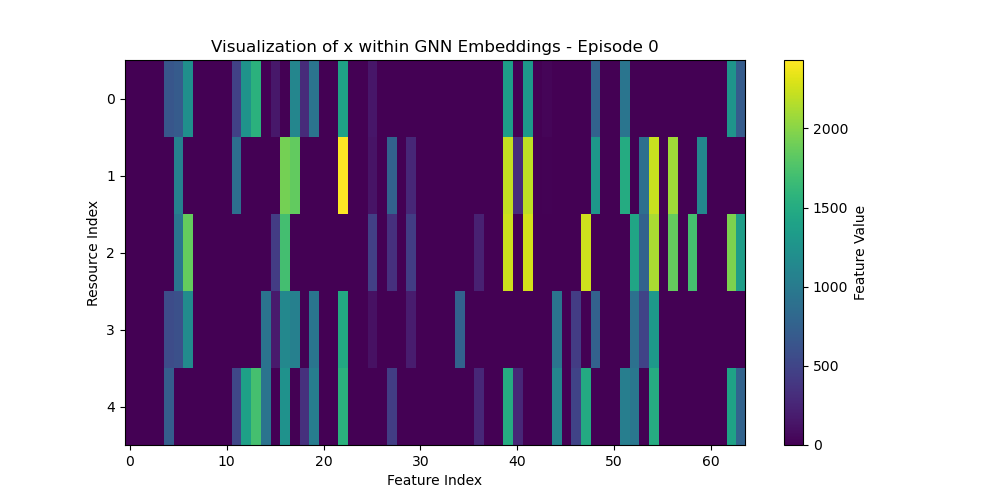 Visualization of x within GNN Embeddings - Episode 0
Resource Index
0
1
2
3
4
0 10 20 30 40 50 60
Feature Index
2000
1500
1000
500
0
Feature Value